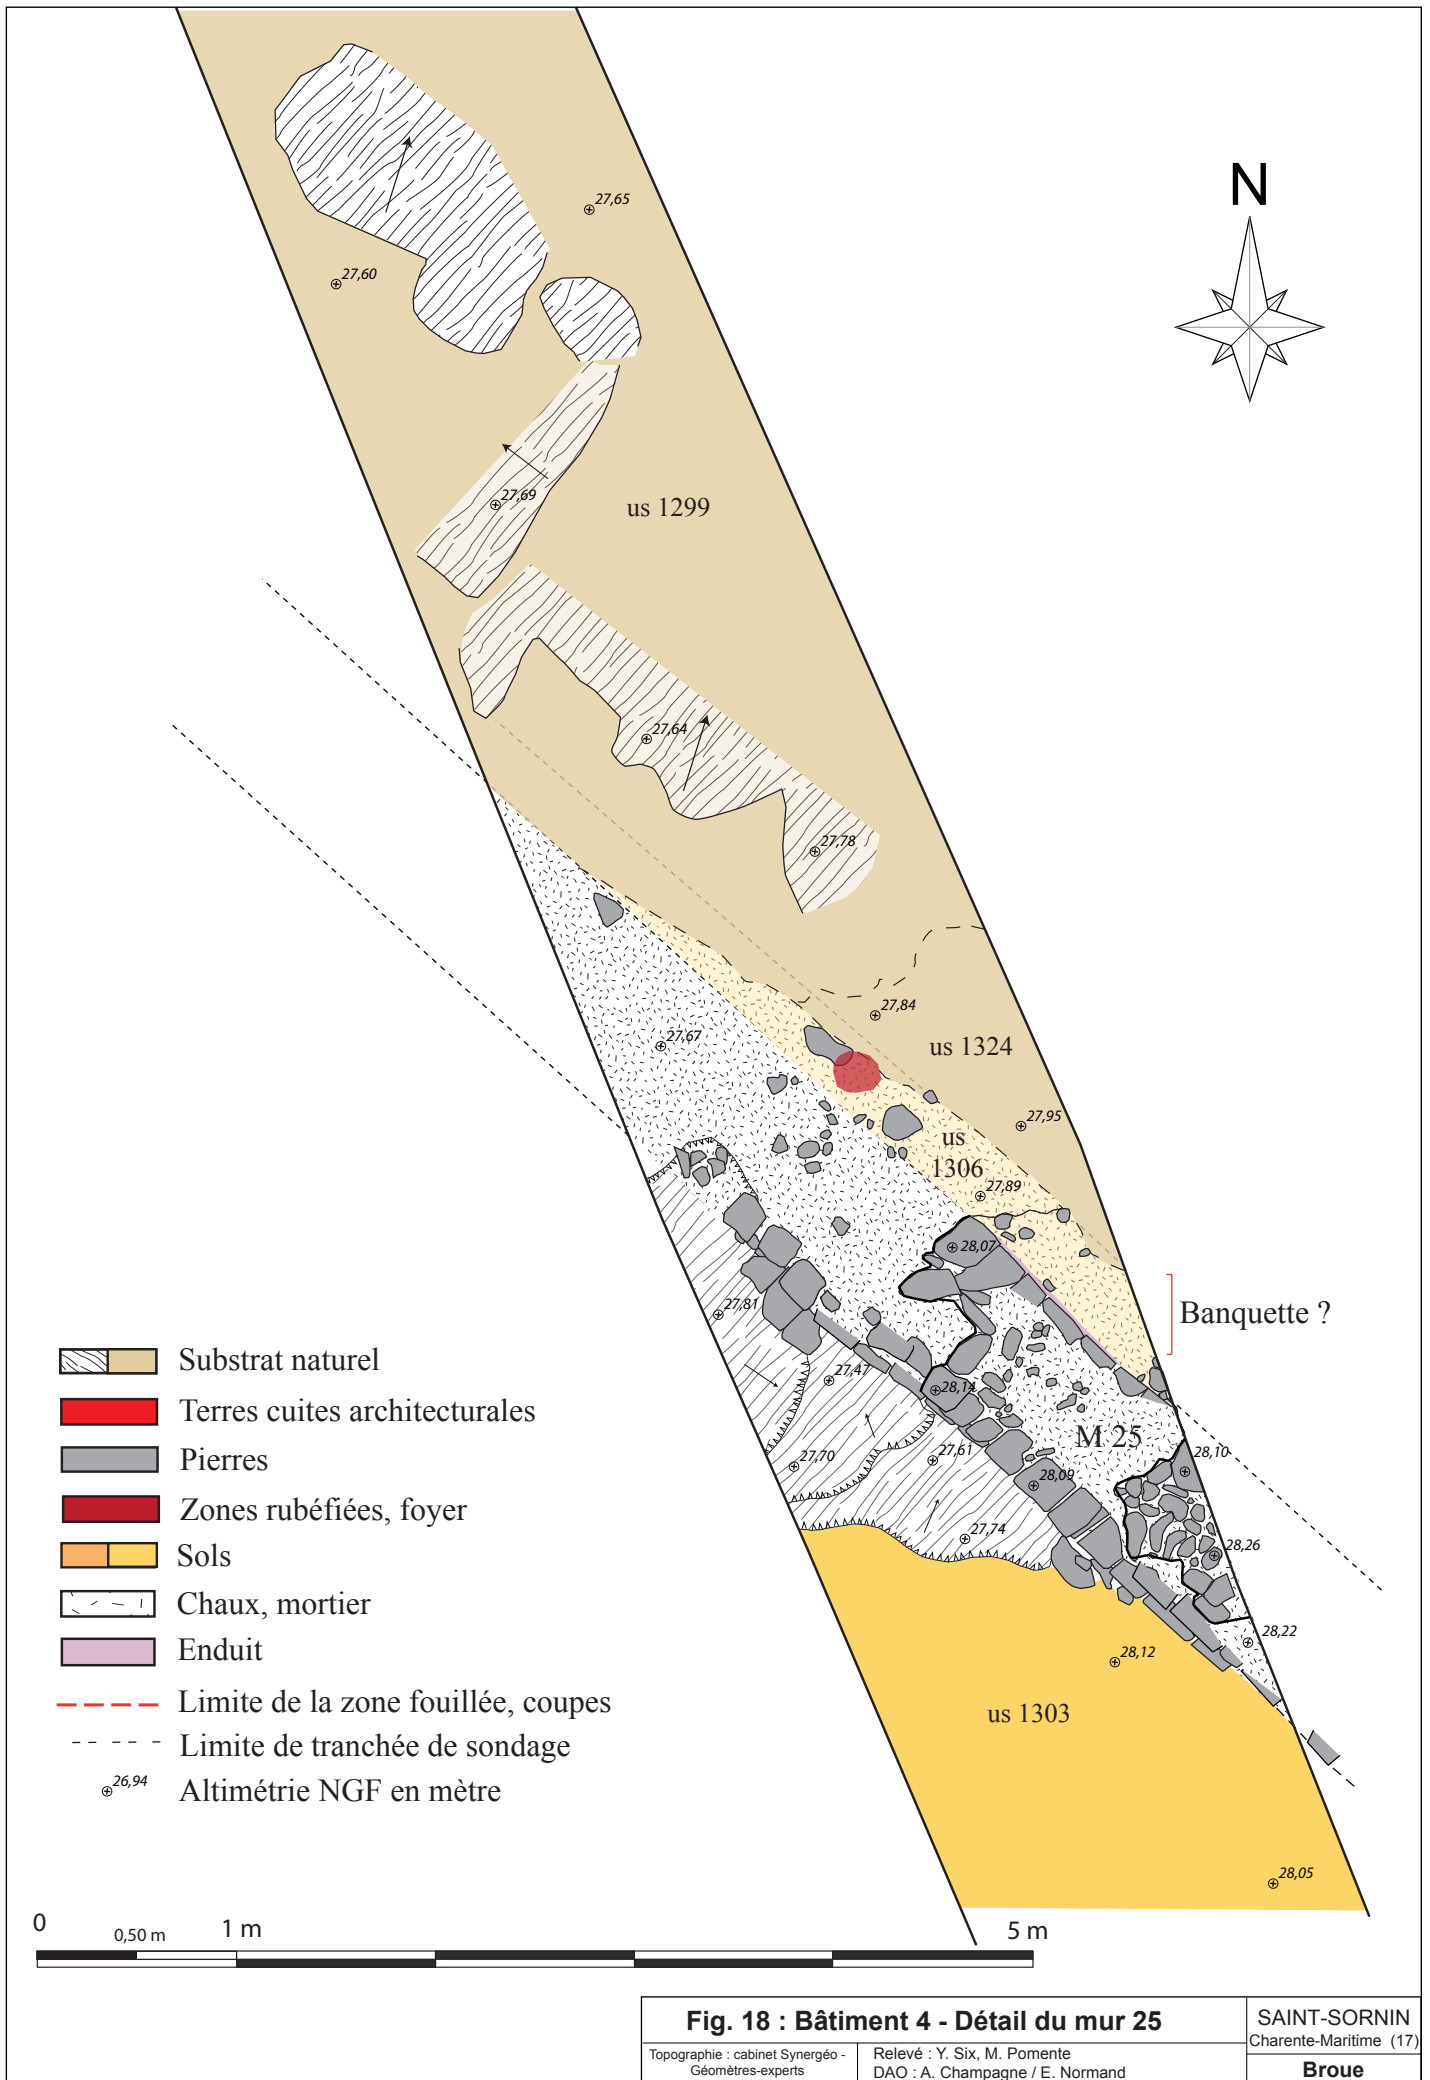 N
27,65
27,60
27,69
us 1299
27,64
27,78
27,84
27,67
us 1324
27,95
us
1306
27,89
28,07
27,81
Banquette ?
27,47
28,14
M 25
28,10
27,70
27,61
28,09
27,74
28,26
28,22
28,12
us 1303
28,05
Substrat naturel
Terres cuites architecturales
Pierres
Zones rubéfiées, foyer
Sols
Chaux, mortier
Enduit
Limite de la zone fouillée, coupes
Limite de tranchée de sondage
26,94 Altimétrie NGF en mètre
0 0,50 m 1 m 5 m
Fig. 18 : Bâtiment 4 - Détail du mur 25
Topographie : cabinet Synergéo -
Géomètres-experts
Relevé : Y. Six, M. Pomente
DAO : A. Champagne / E. Normand
SAINT-SORNIN
Charente-Maritime (17)
Broue